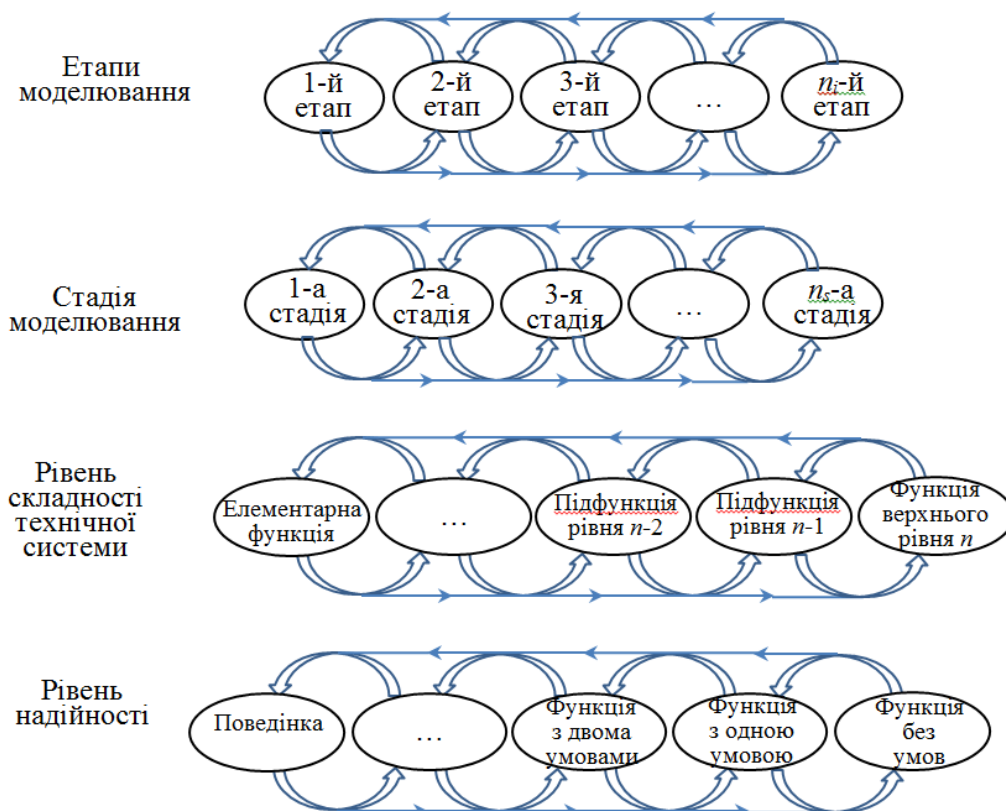 Етапи
моделювання
1-й
етап
2-й
етап
3-й
етап
…
nі-й
етап
Стадія
моделювання
1-а
стадія
2-а
стадія
3-я
стадія
…
ns-а
стадія
Рівень
складності
технічної
системи
Елементарна
функція
…
Підфункція
рівня n-2
Підфункція
рівня n-1
Функція
верхнього
рівня n
Рівень
надійності
Поведінка
…
Функція
з двома
умовами
Функція
з одною
умовою
Функція
без
умов